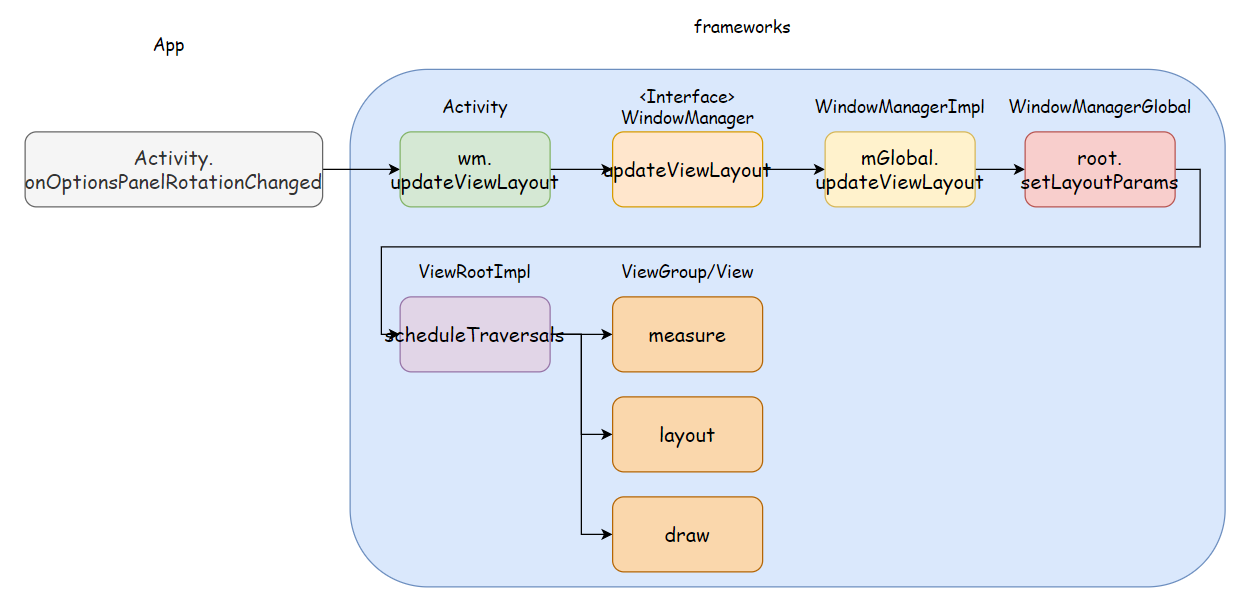 frameworks
App
Activity
<Interface>
WindowManager
WindowManagerImpl
WindowManagerGlobal
Activity.
onOptionsPanelRotationChanged
wm.
updateViewLayout
updateViewLayout
mGlobal.
updateViewLayout
root.
setLayoutParams
ViewRootImpl
ViewGroup/View
scheduleTraversals
measure
layout
draw